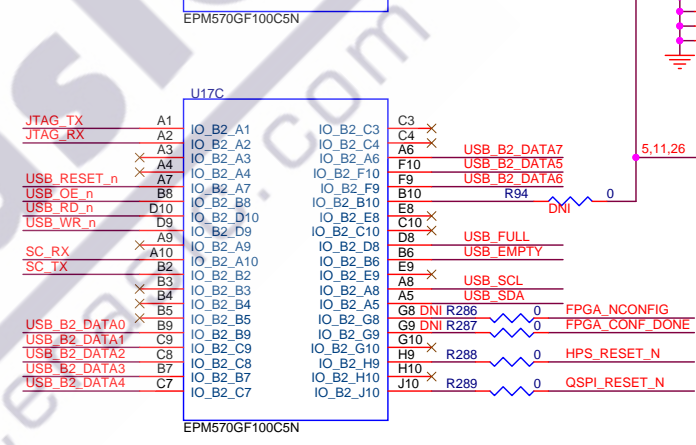 EPM570GF100C5N
U17C
JTAG_TX A1 IO_B2_A1 IO_B2_C3 C3
JTAG_RX A2 IO_B2_A2 IO_B2_C4 C4
A3 IO_B2_A3 IO_B2_A6 A6 USB_B2_DATA7
A4 IO_B2_A4 IO_B2_F10 F10 USB_B2_DATA5
USB_RESET_n A7 IO_B2_A7 IO_B2_F9 F9 USB_B2_DATA6
USB_OE_n B8 IO_B2_B8 IO_B2_B10 B10 R94 0 DNI
USB_RD_n D10 IO_B2_D10 IO_B2_E8 E8
USB_WR_n D9 IO_B2_D9 IO_B2_C10 C10
A9 IO_B2_A9 IO_B2_D8 D8 USB_FULL
SC_RX A10 IO_B2_A10 IO_B2_B6 B6 USB_EMPTY
SC_TX B2 IO_B2_B2 IO_B2_E9 E9
B3 IO_B2_B3 IO_B2_A8 A8 USB_SCL
B4 IO_B2_B4 IO_B2_A5 A5 USB_SDA
B5 IO_B2_B5 IO_B2_G8 G8 DNI R286 0 FPGA_NCONFIG
USB_B2_DATA0 B9 IO_B2_B9 IO_B2_G9 G9 DNI R287 0 FPGA_CONF_DONE
USB_B2_DATA1 C9 IO_B2_C9 IO_B2_G10 G10
USB_B2_DATA2 C8 IO_B2_C8 IO_B2_H9 H9 R288 0 HPS_RESET_N
USB_B2_DATA3 B7 IO_B2_B7 IO_B2_H10 H10
USB_B2_DATA4 C7 IO_B2_C7 IO_B2_J10 J10 R289 0 QSPI_RESET_N
5,11,26
EPM570GF100C5N